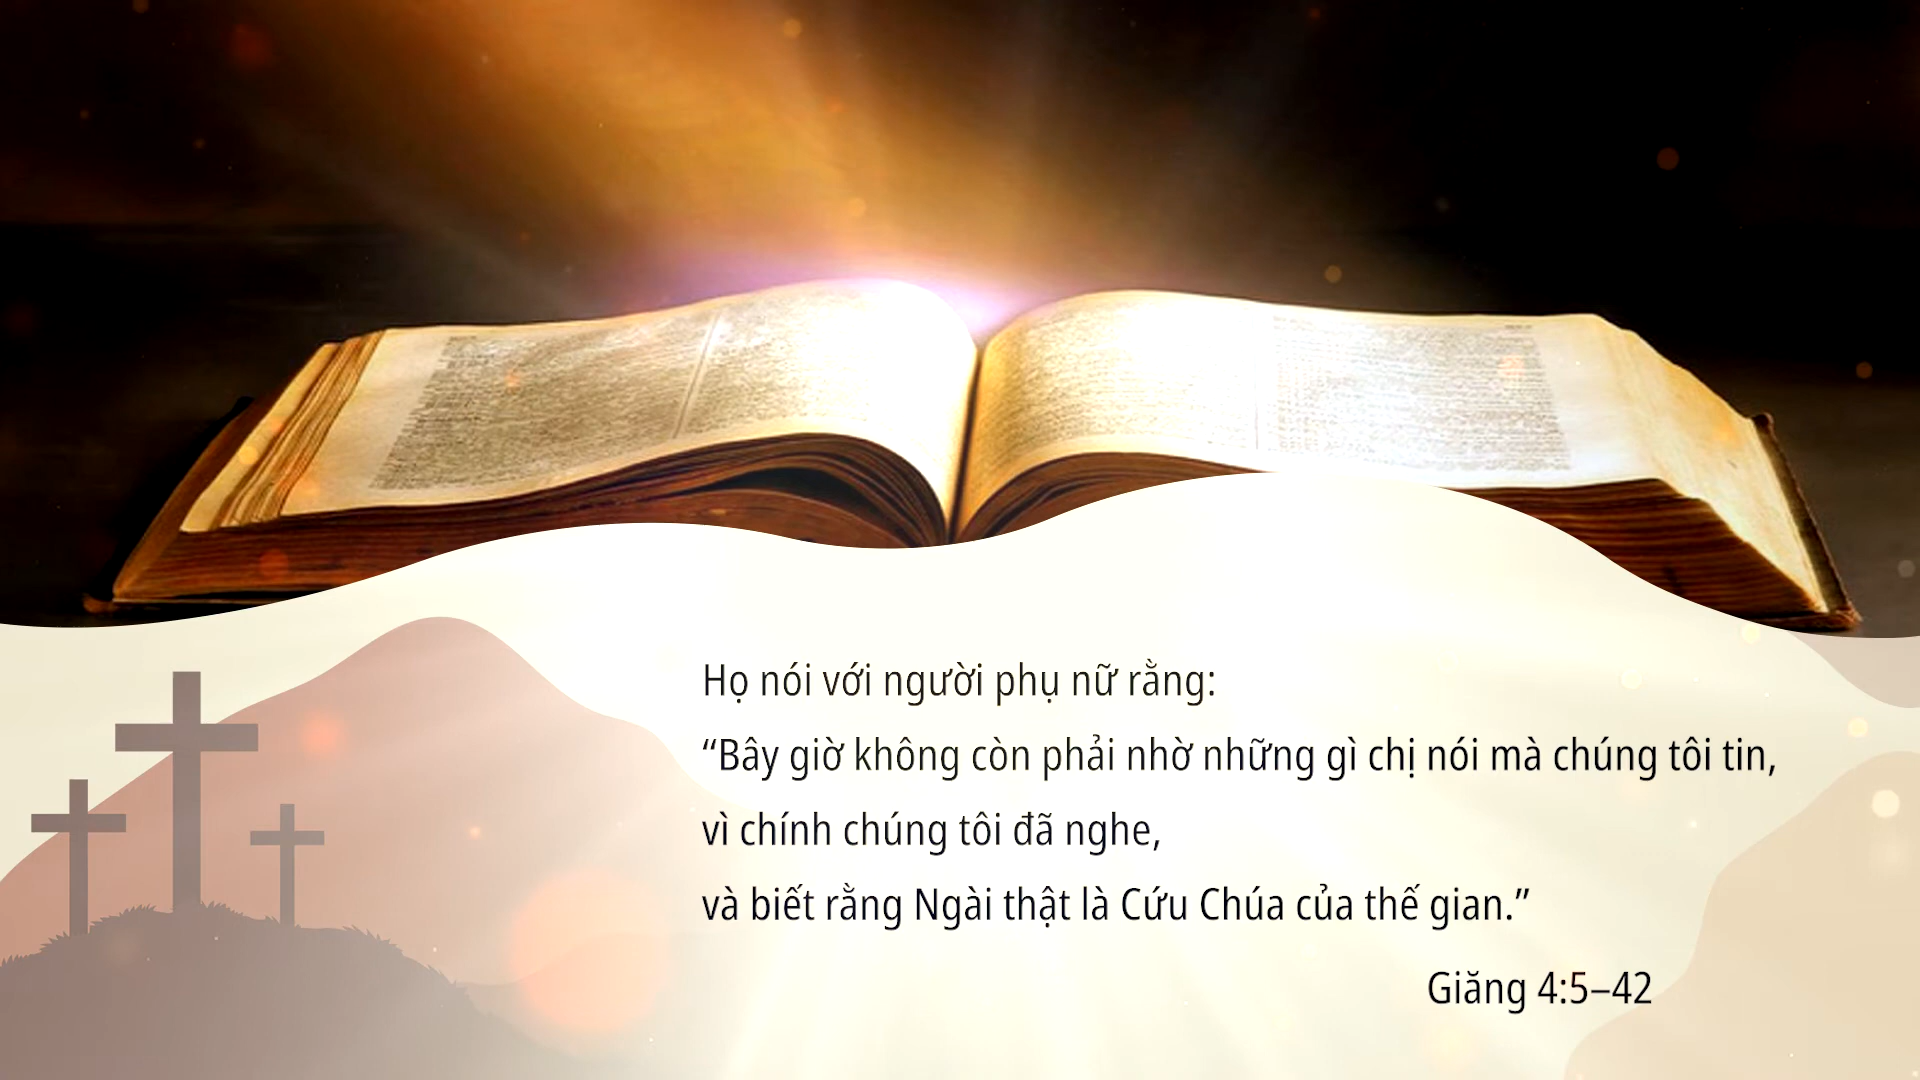 Họ nói với người phụ nữ rằng:
“Bây giờ không còn phải nhờ những gì chị nói mà chúng tôi tin,
vì chính chúng tôi đã nghe,
và biết rằng Ngài thật là Cứu Chúa của thế gian.”
Giăng 4:5–42